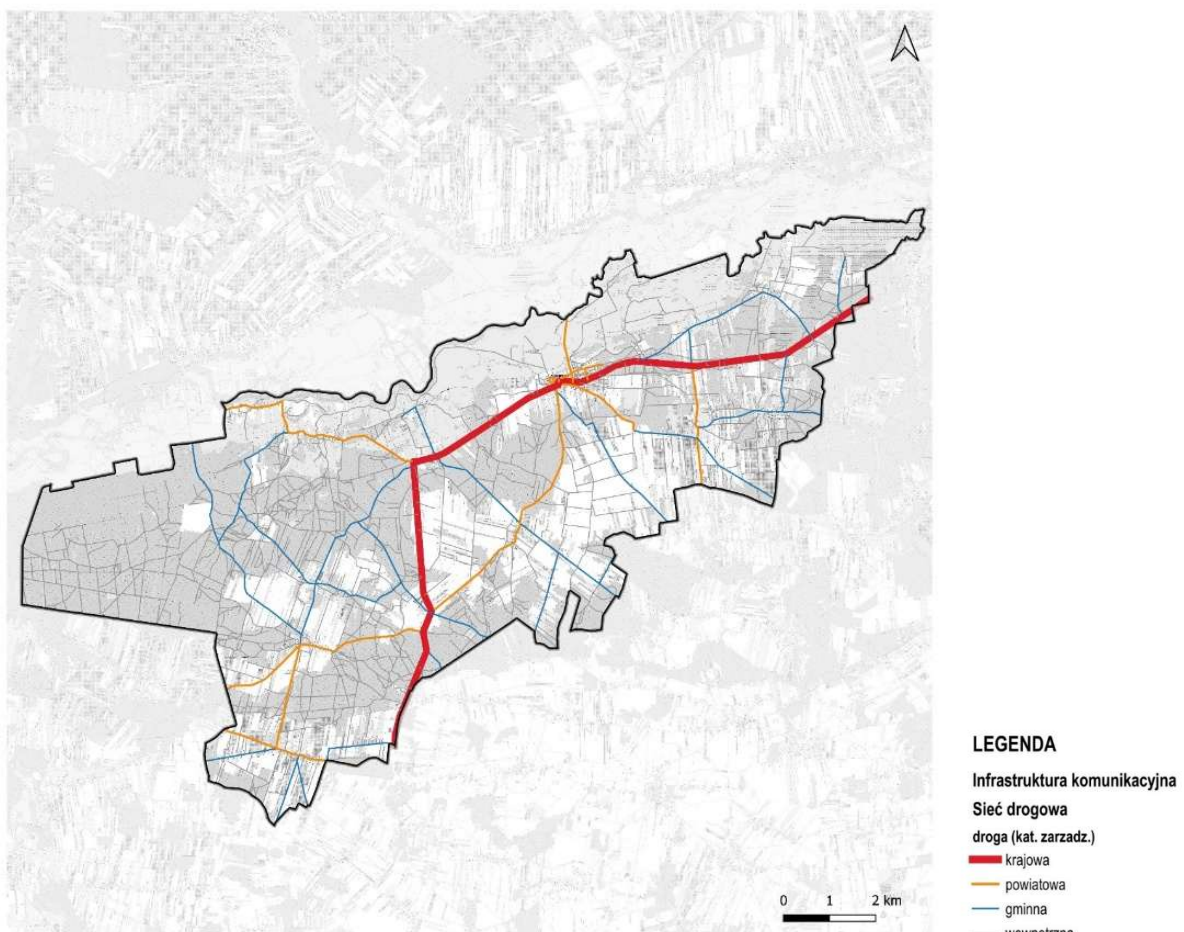 0 1 2 km
LEGENDA
Infrastruktura komunikacyjna
Sieć drogowa
droga (kat. zarzadz.)
krajowa
powiatowa
gminna